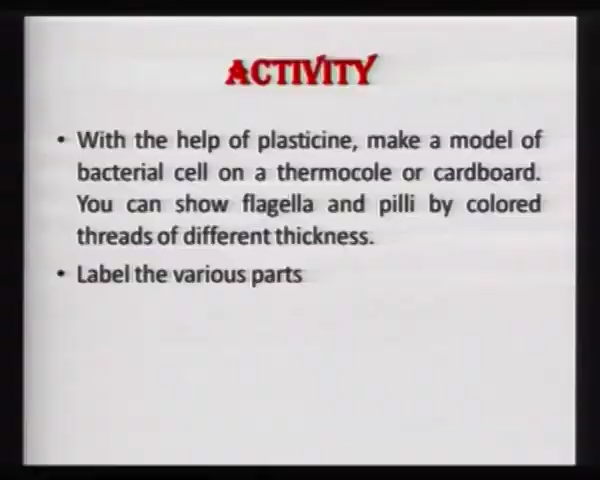 ACTIVITY
• With the help of plasticine, make a model of
bacterial cell on a thermocole or cardboard.
You can show flagella and pilli by colored
threads of different thickness.
• Label the various parts